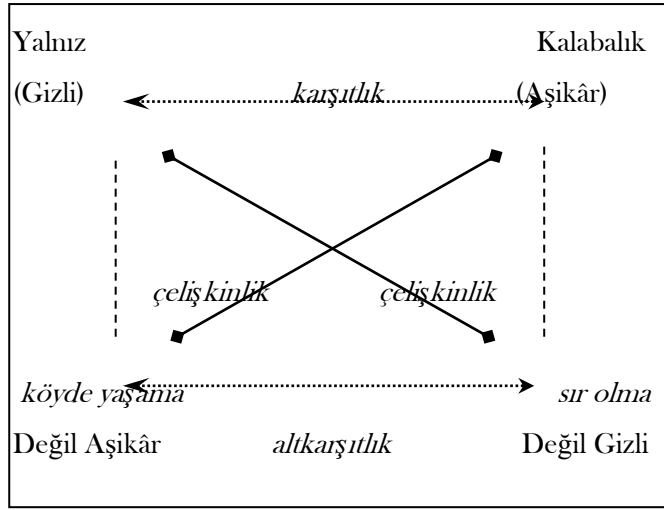 Yalnız Kalabalık
(Gizli) karşıtlık (Aşikâr)
çelişkinlik çelişkinlik
köyde yaşama sır olma
Değil Aşikâr altkarşıtlık Değil Gizli